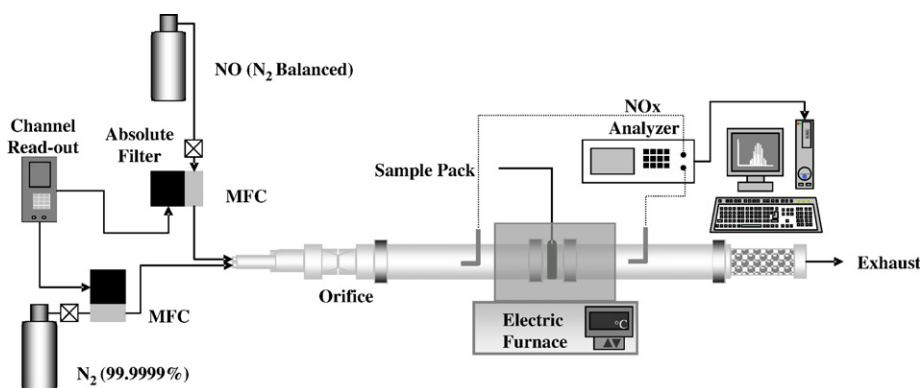 NO (N2 Balanced)
Channel
Read-out
Absolute
Filter
MFC
NOx
Analyzer
Sample Pack
Orifice
Exhaust
MFC
Electric
Furnace
°C
N2 (99.9999%)